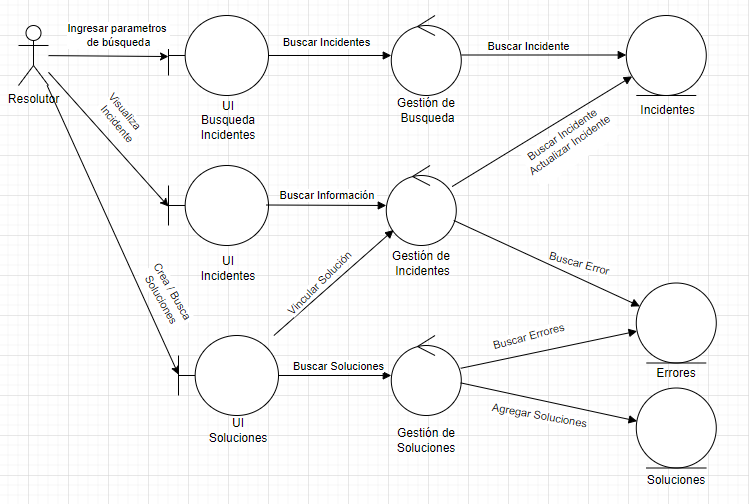 Ingresar parametros
de búsqueda
Buscar Incidentes
Buscar Incidente
Resolutor
UI
Busqueda
Incidentes
Gestión de
Busqueda
Incidentes
Visualiza
Incidente
Buscar Incidente
Actualizar Incidente
Buscar Información
UI
Incidentes
Gestión de
Incidentes
Buscar Error
Crea / Busca
Soluciones
Vincular Solución
Buscar Errores
Errores
Buscar Soluciones
UI
Soluciones
Gestión de
Soluciones
Agregar Soluciones
Soluciones